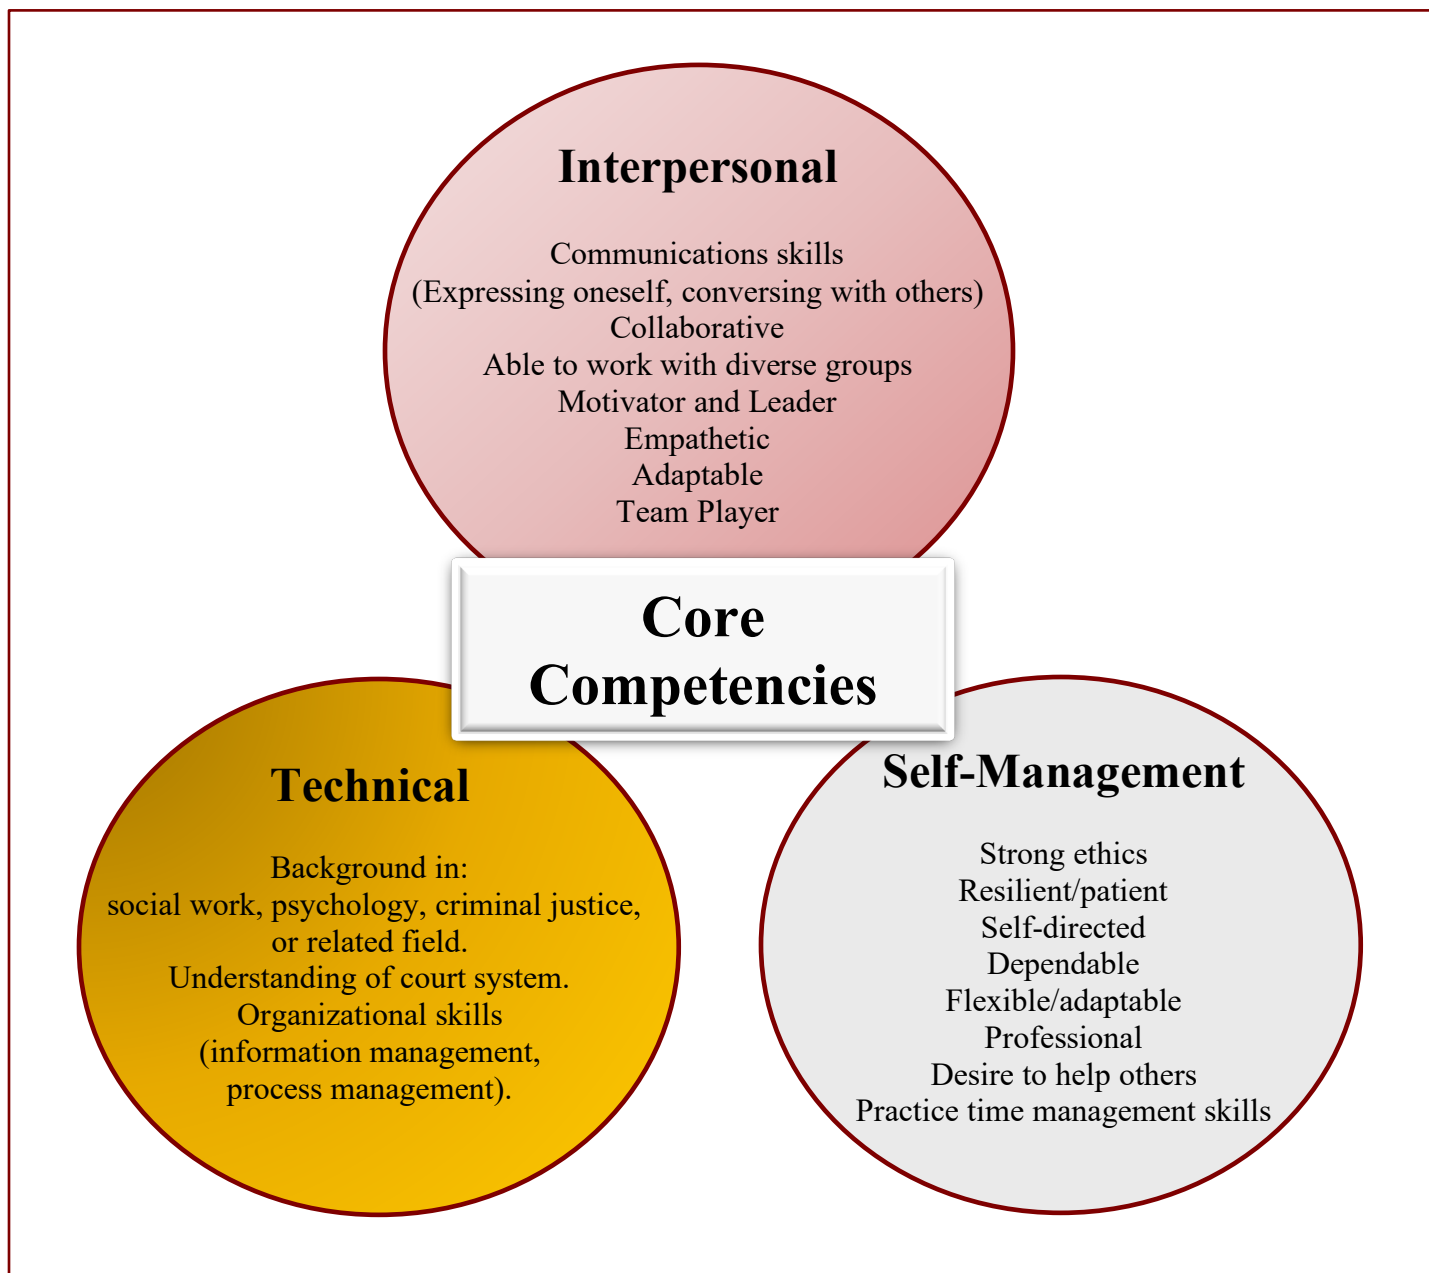 Interpersonal
Communications skills
(Expressing oneself, conversing with others)
Collaborative
Able to work with diverse groups
Motivator and Leader
Empathetic
Adaptable
Team Player
Core
Competencies
Technical
Background in:
social work, psychology, criminal justice,
or related field.
Understanding of court system.
Organizational skills
(information management,
process management).
Self-Management
Strong ethics
Resilient/patient
Self-directed
Dependable
Flexible/adaptable
Professional
Desire to help others
Practice time management skills